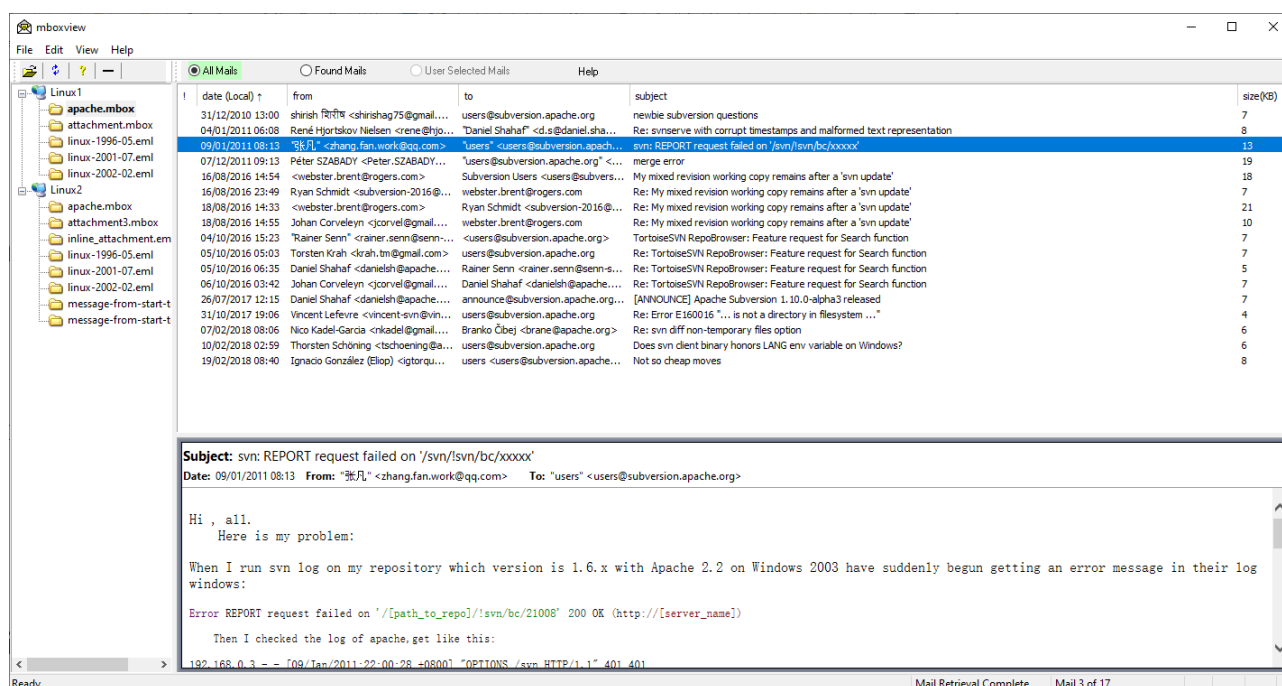 mboxview
File Edit View Help
All Mails Found Mails User Selected Mails Help
Linux1
apache.mbox
attachment.mbox
linux-1996-05.eml
linux-2001-07.eml
linux-2002-02.eml
Linux2
apache.mbox
attachment3.mbox
inline_attachment.em
linux-1996-05.eml
linux-2001-07.eml
linux-2002-02.eml
message-from-start-t
message-from-start-t
! date (Local) ↑ from to subject size(KB)
31/12/2010 13:00 shirish शिरीष <shirishag75@gmail.... users@subversion.apache.org newbie subversion questions 7
04/01/2011 06:08 René Hjortskov Nielsen <rene@hjo... "Daniel Shahaf" <d.s@daniel.sha... Re: svnserve with corrupt timestamps and malformed text representation 8
09/01/2011 08:13 "张凡" <zhang.fan.work@qq.com> "users" <users@subversion.apach... svn: REPORT request failed on '/svn/!svn/bc/xxxxx' 13
07/12/2011 09:13 Péter SZABADY <Peter.SZABADY... "users@subversion.apache.org" <... merge error 19
16/08/2016 14:54 <webster.brent@rogers.com> Subversion Users <users@subvers... My mixed revision working copy remains after a 'svn update' 18
16/08/2016 23:49 Ryan Schmidt <subversion-2016@... webster.brent@rogers.com Re: My mixed revision working copy remains after a 'svn update' 7
18/08/2016 14:33 <webster.brent@rogers.com> Ryan Schmidt <subversion-2016@... Re: My mixed revision working copy remains after a 'svn update' 21
18/08/2016 14:55 Johan Corveleyn <jcorvel@gmail.... webster.brent@rogers.com Re: My mixed revision working copy remains after a 'svn update' 10
04/10/2016 15:23 "Rainer Senn" <rainer.senn@senn-... <users@subversion.apache.org> TortoiseSVN RepoBrowser: Feature request for Search function 7
05/10/2016 05:03 Torsten Krah <krah.tm@gmail.com> users@subversion.apache.org Re: TortoiseSVN RepoBrowser: Feature request for Search function 7
05/10/2016 06:35 Daniel Shahaf <danielsh@apache.... Rainer Senn <rainer.senn@senn-s... Re: TortoiseSVN RepoBrowser: Feature request for Search function 5
06/10/2016 03:42 Johan Corveleyn <jcorvel@gmail.... Daniel Shahaf <danielsh@apache.... Re: TortoiseSVN RepoBrowser: Feature request for Search function 7
26/07/2017 12:15 Daniel Shahaf <danielsh@apache.... announce@subversion.apache.org... [ANNOUNCE] Apache Subversion 1.10.0-alpha3 released 7
31/10/2017 19:06 Vincent Lefevre <vincent-svn@vin... users@subversion.apache.org Re: Error E160016 "... is not a directory in filesystem ..." 4
07/02/2018 08:06 Nico Kadel-Garcia <nkadel@gmail.... Branko Čibej <brane@apache.org> Re: svn diff non-temporary files option 6
10/02/2018 02:59 Thorsten Schöning <tschoening@a... users@subversion.apache.org Does svn client binary honors LANG env variable on Windows? 6
19/02/2018 08:40 Ignacio González (Eliop) <igtorqu... users <users@subversion.apache.... Not so cheap moves 8
Subject: svn: REPORT request failed on '/svn/!svn/bc/xxxxx'
Date: 09/01/2011 08:13 From: "张凡" <zhang.fan.work@qq.com> To: "users" <users@subversion.apache.org>
Hi , all.
Here is my problem:
When I run svn log on my repository which version is 1.6.x with Apache 2.2 on Windows 2003 have suddenly begun getting an error message in their log
windows:
Error REPORT request failed on '/[path_to_repo]/!svn/bc/21008' 200 OK (http://[server_name])
Then I checked the log of apache,get like this:
192.168.0.3 - - [09/Jan/2011:22:00:28 +0800] "OPTIONS /svn HTTP/1.1" 401 401
Ready Mail Retrieval Complete Mail 3 of 17